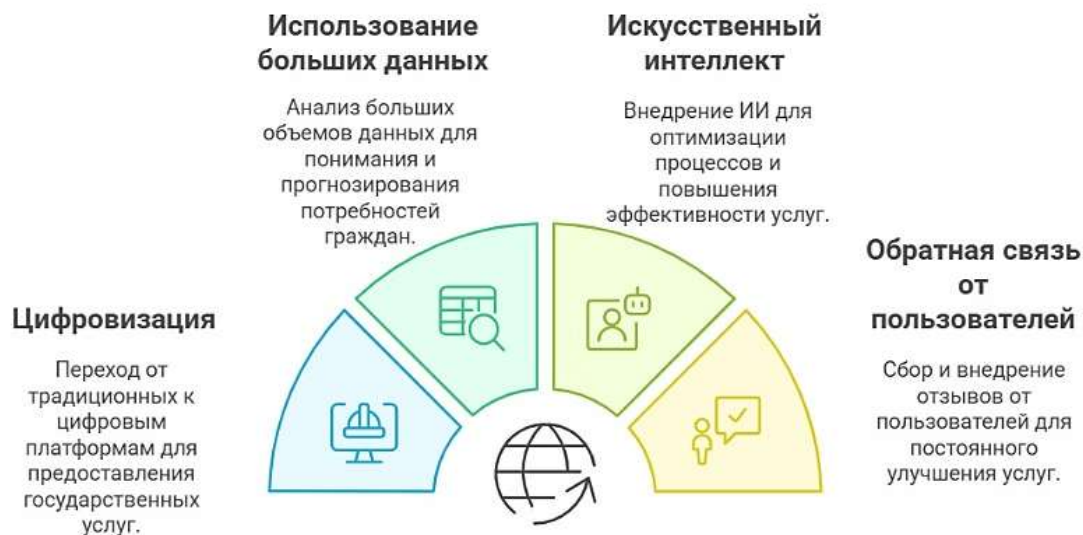 Использование
больших данных
Анализ больших
объемов данных для
понимания и
прогнозирования
потребностей
граждан.
Искусственный
интеллект
Внедрение ИИ для
оптимизации
процессов и
повышения
эффективности услуг.
Цифровизация
Переход от
традиционных к
цифровым
платформам для
предоставления
государственных
услуг.
Обратная связь
от
пользователей
Сбор и внедрение
отзывов от
пользователей для
постоянного
улучшения услуг.